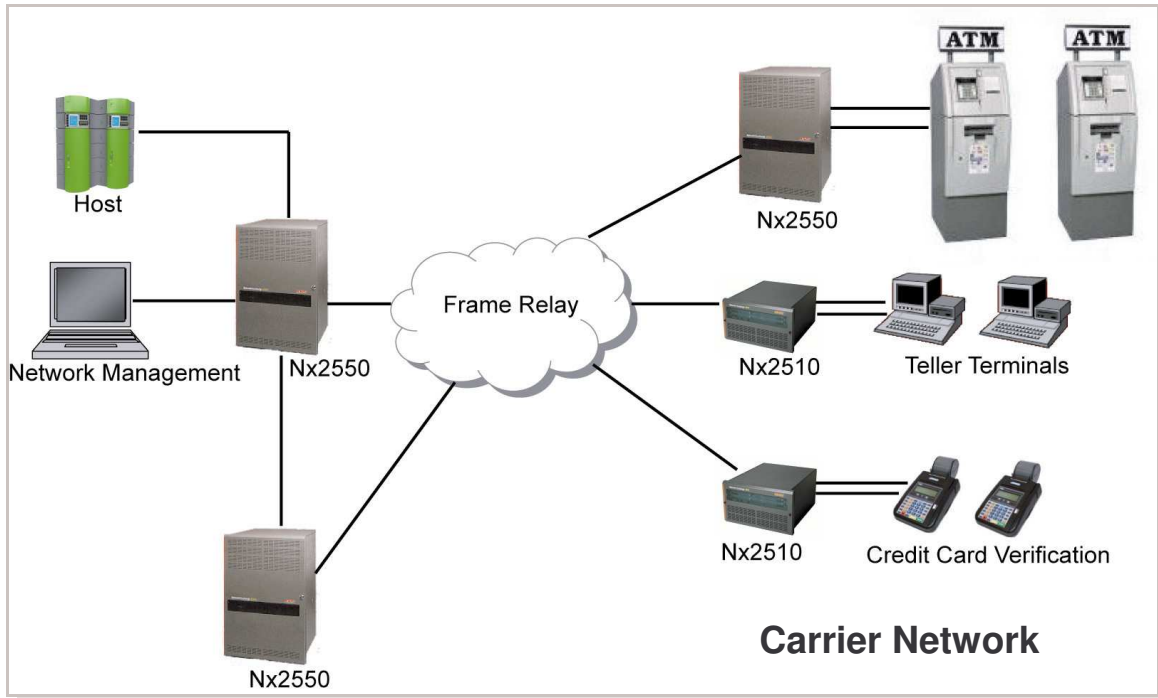 ATM
ATM
Host
Nx2550
Network Management
Nx2550
Frame Relay
Nx2510
Teller Terminals
Nx2510
Credit Card Verification
Nx2550
Carrier Network